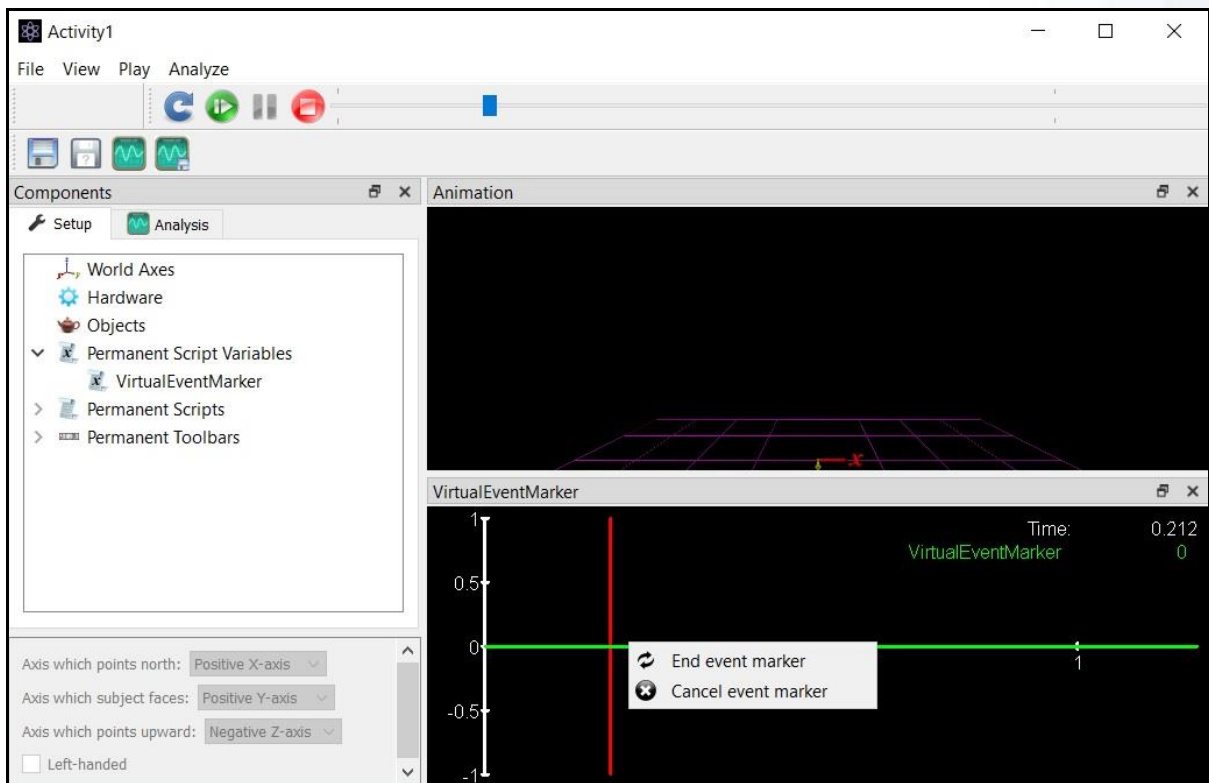 Activity1
File View Play Analyze
Components
Animation
Setup Analysis
World Axes
Hardware
Objects
Permanent Script Variables
VirtualEventMarker
Permanent Scripts
Permanent Toolbars
x
VirtualEventMarker
Time: 0.212
VirtualEventMarker 0
1
0.5
0
-0.5
-1
1
End event marker
Cancel event marker
Axis which points north: Positive X-axis
Axis which subject faces: Positive Y-axis
Axis which points upward: Negative Z-axis
Left-handed